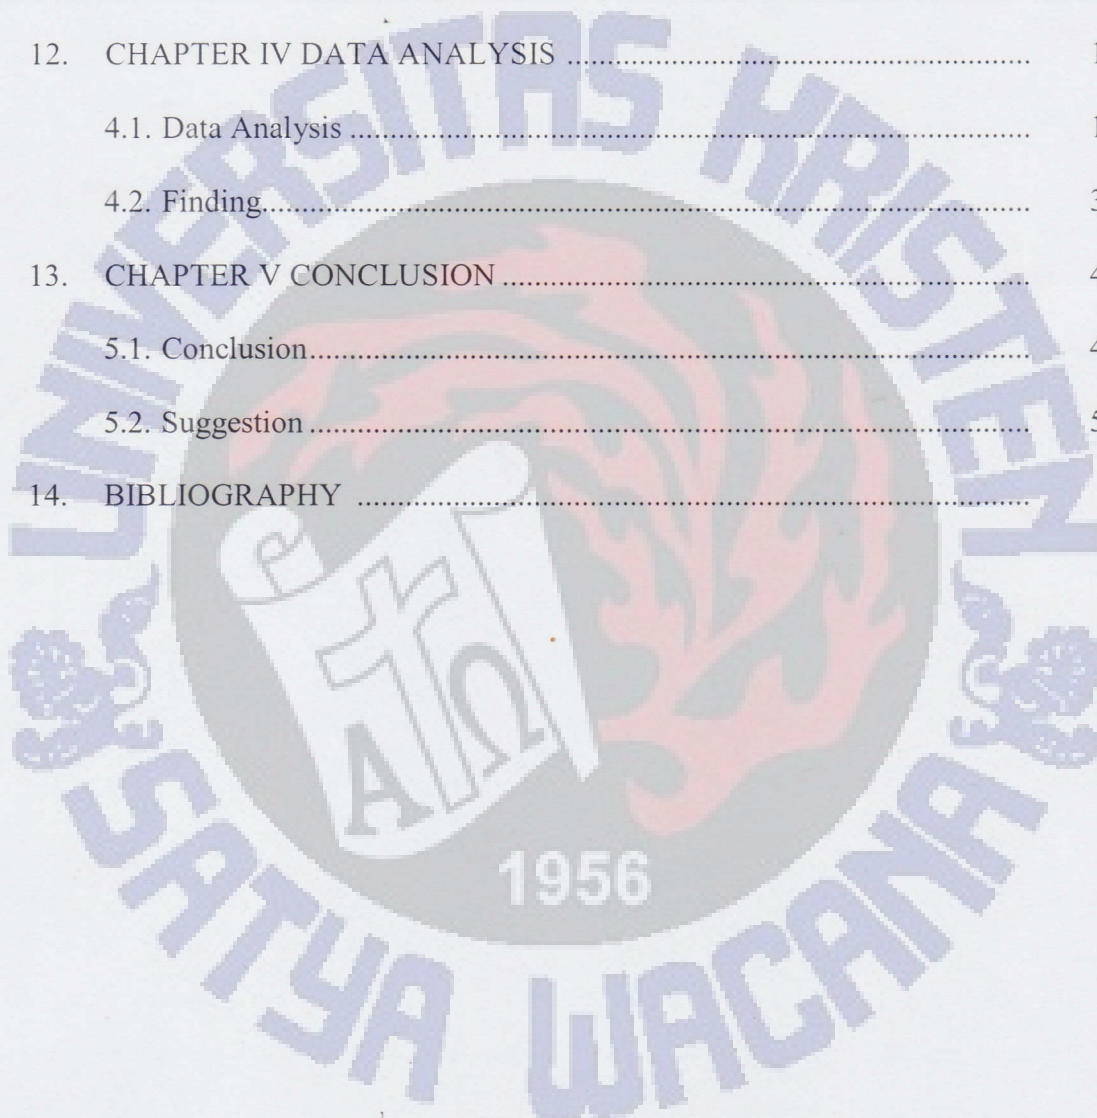 12. CHAPTER IV DATA ANALYSIS ........................................................................
4.1. Data Analysis ........................................................................
4.2. Finding........................................................................
13. CHAPTER V CONCLUSION ........................................................................
5.1. Conclusion........................................................................
5.2. Suggestion ........................................................................
14. BIBLIOGRAPHY ........................................................................
UNIVERSITAS KRISTEN
Α Ω
1956
SATYA WACANA